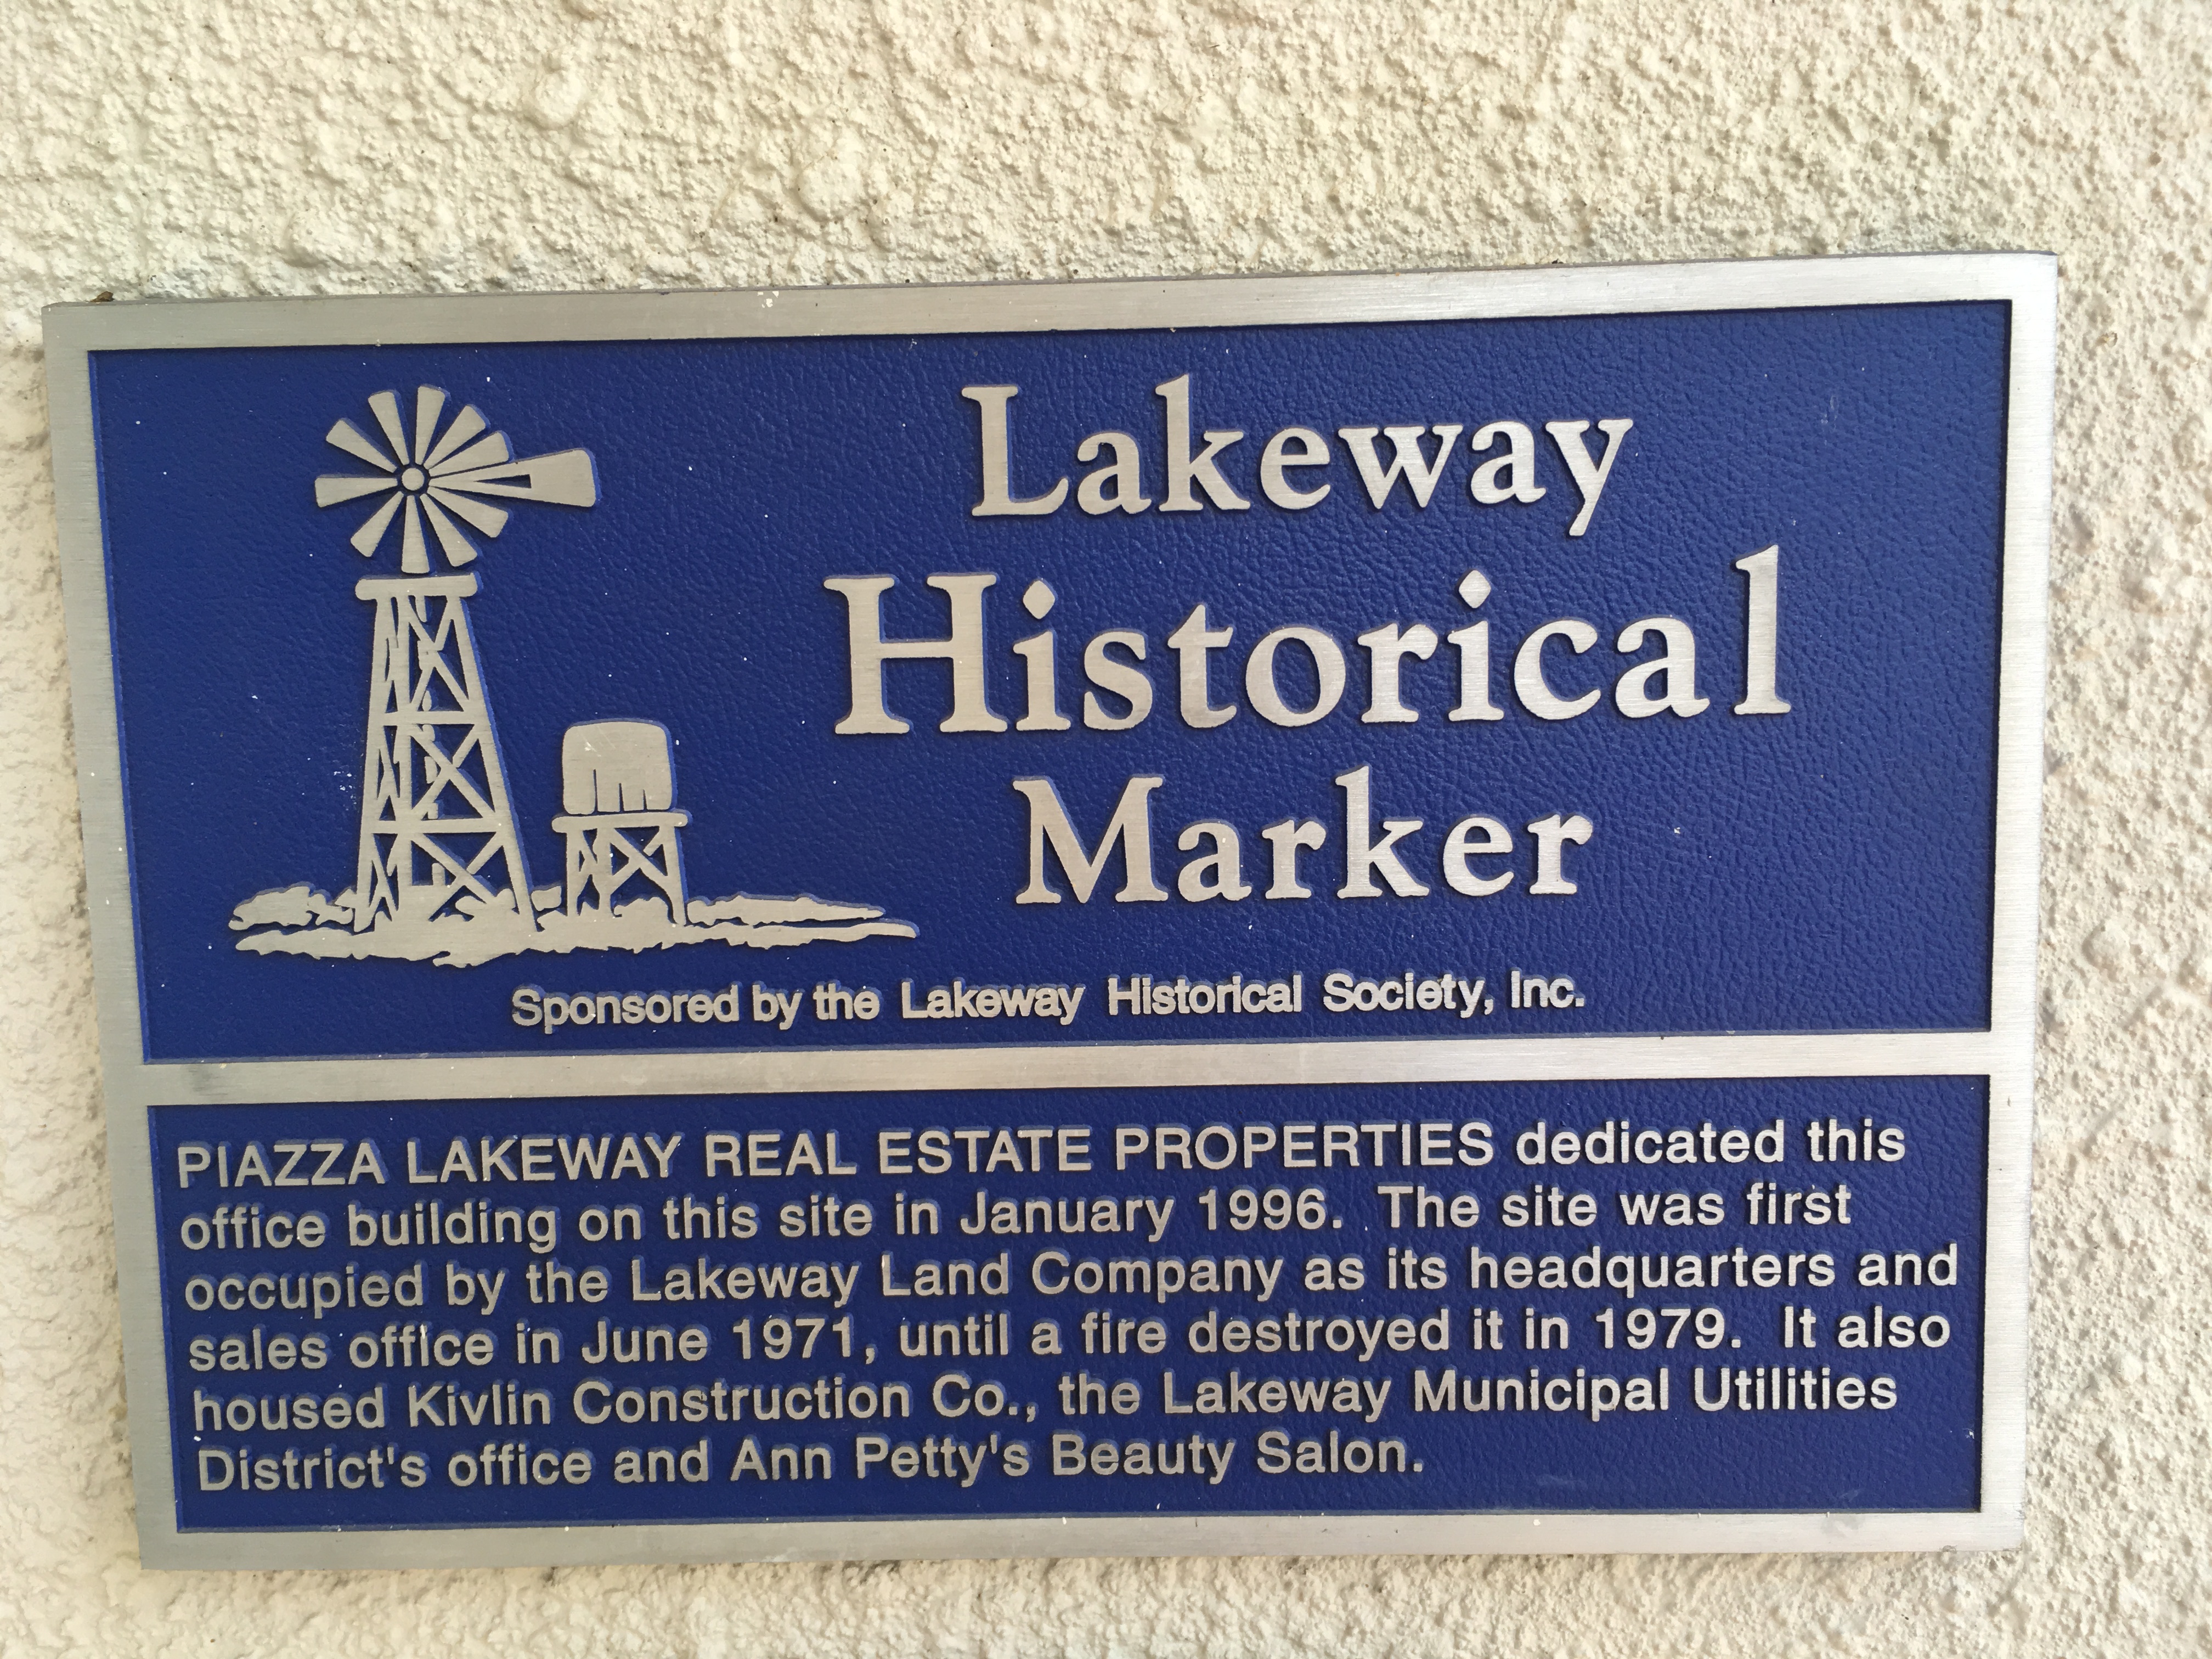 Lakeway
Historical
Marker
Sponsored by the Lakeway Historical Society, Inc.
PIAZZA LAKEWAY REAL ESTATE PROPERTIES dedicated this
office building on this site in January 1996. The site was first
occupied by the Lakeway Land Company as its headquarters and
sales office in June 1971, until a fire destroyed it in 1979. It also
housed Kivlin Construction Co., the Lakeway Municipal Utilities
District's office and Ann Petty's Beauty Salon.